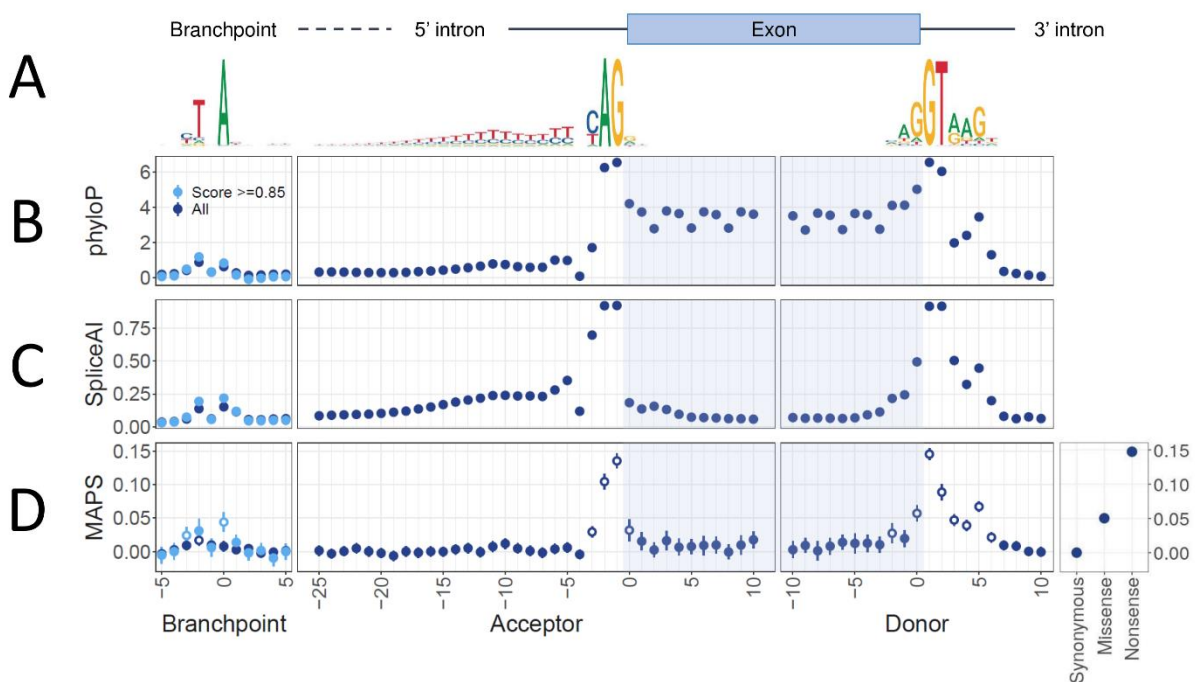 Branchpoint 5' intron Exon 3' intron
A
T A CAG GGT AAG
B
phyloP
6
4
2
0
Score >=0.85
All
C
SpliceAI
0.75
0.50
0.25
0.00
D
MAPS
0.15
0.10
0.05
0.00
0.15
0.10
0.05
0.00
−5 0 5 −25 −20 −15 −10 −5 0 5 10 −10 −5 0 5 10
Branchpoint Acceptor Donor
Synonymous
Missense
Nonsense